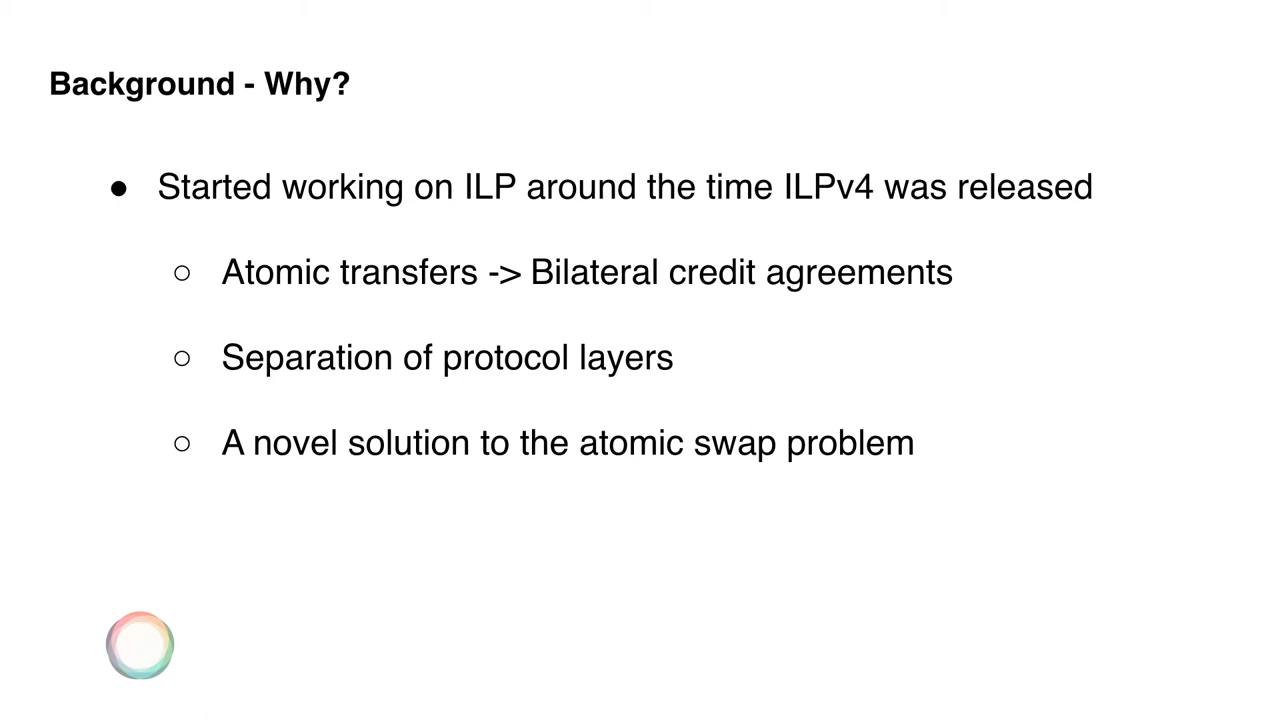 Background - Why?
● Started working on ILP around the time ILPv4 was released
○ Atomic transfers -> Bilateral credit agreements
○ Separation of protocol layers
○ A novel solution to the atomic swap problem